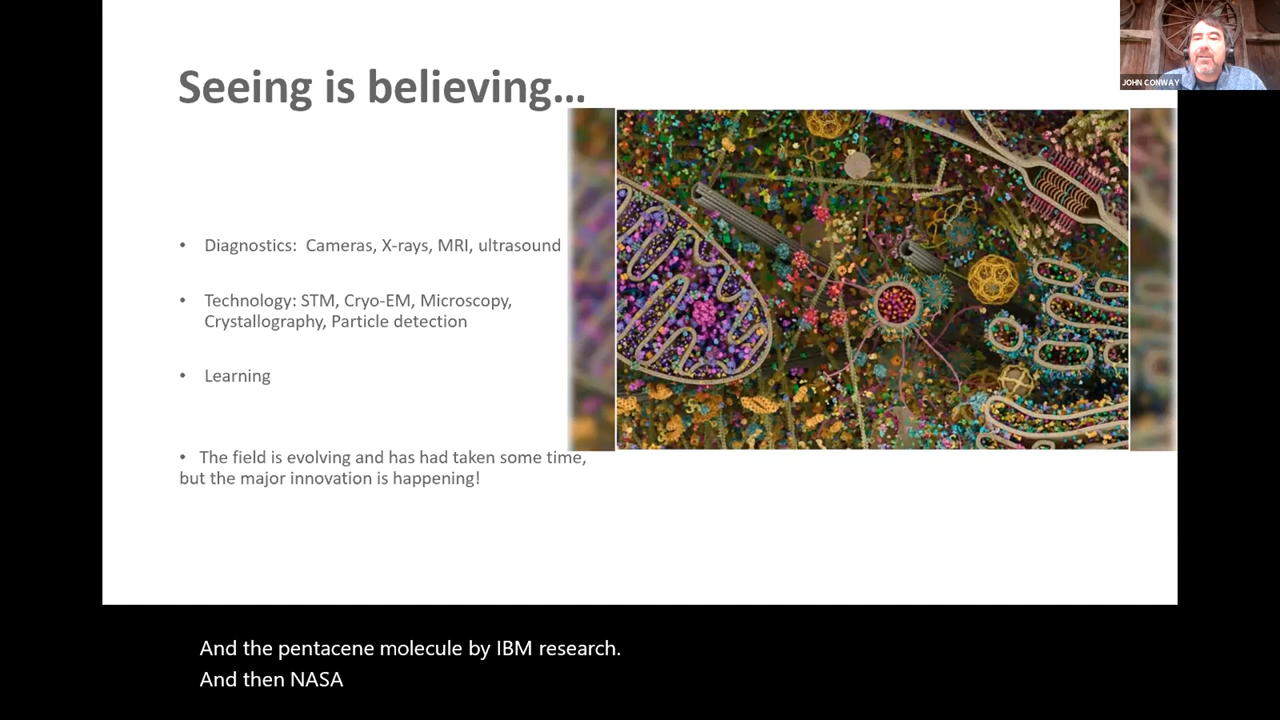 JOHN CONWAY
Seeing is believing...
• Diagnostics: Cameras, X-rays, MRI, ultrasound
• Technology: STM, Cryo-EM, Microscopy,
Crystallography, Particle detection
• Learning
• The field is evolving and has had taken some time,
but the major innovation is happening!
And the pentacene molecule by IBM research.
And then NASA